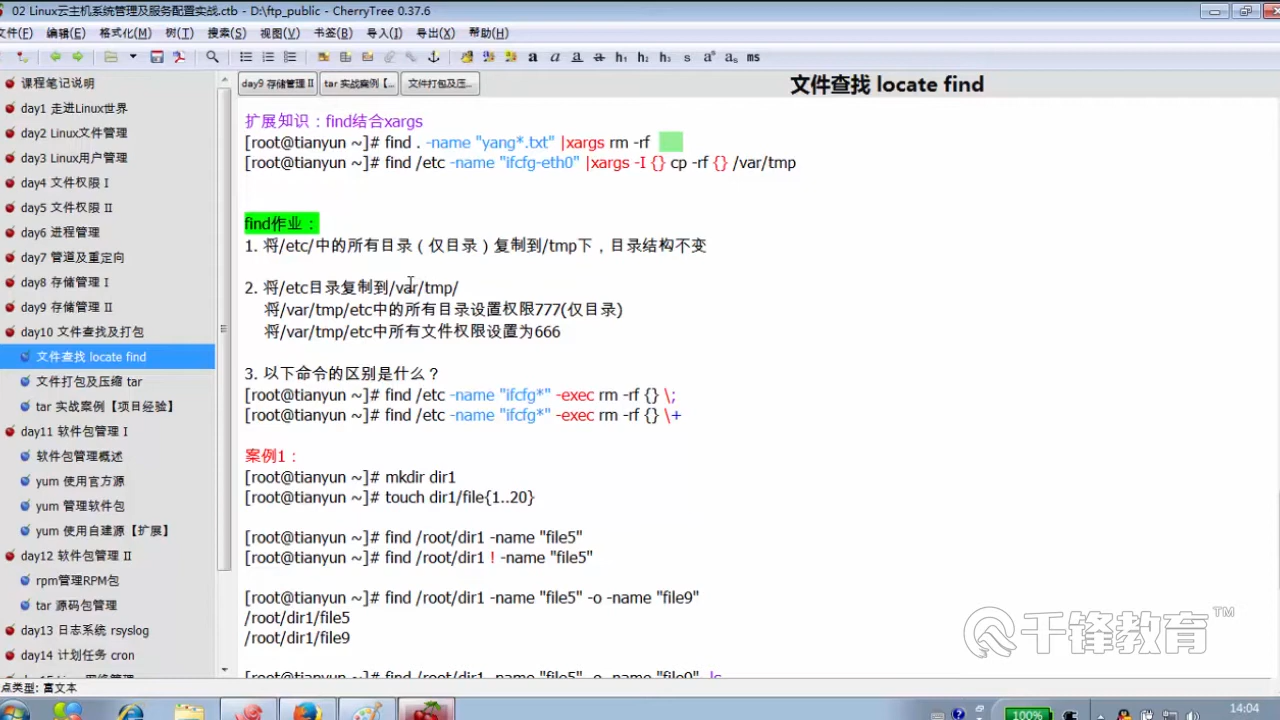 02 Linux云主机系统管理及服务配置实战.ctb - D:\ftp_public - CherryTree 0.37.6
文件(F) 编辑(E) 格式化(M) 树(T) 搜索(S) 视图(V) 书签(B) 导入(I) 导出(X) 帮助(H)
a a a a h₁ h₂ h₃ s aˢ aₛ ms
课程笔记说明
day1 走进Linux世界
day2 Linux文件管理
day3 Linux用户管理
day4 文件权限 I
day5 文件权限 II
day6 进程管理
day7 管道及重定向
day8 存储管理 I
day9 存储管理 II
day10 文件查找及打包
文件查找 locate find
文件打包及压缩 tar
tar 实战案例【项目经验】
day11 软件包管理 I
软件包管理概述
yum 使用官方源
yum 管理软件包
yum 使用自建源【扩展】
day12 软件包管理 II
rpm管理RPM包
tar 源码包管理
day13 日志系统 rsyslog
day14 计划任务 cron
day9 存储管理 II
tar 实战案例【...
文件打包及压...
文件查找 locate find
扩展知识：find结合xargs
[root@tianyun ~]# find . -name "yang*.txt" |xargs rm -rf
[root@tianyun ~]# find /etc -name "ifcfg-eth0" |xargs -I {} cp -rf {} /var/tmp
find作业：
1. 将/etc/中的所有目录（仅目录）复制到/tmp下，目录结构不变
2. 将/etc目录复制到/var/tmp/
将/var/tmp/etc中的所有目录设置权限777(仅目录)
将/var/tmp/etc中所有文件权限设置为666
3. 以下命令的区别是什么？
[root@tianyun ~]# find /etc -name "ifcfg*" -exec rm -rf {} \;
[root@tianyun ~]# find /etc -name "ifcfg*" -exec rm -rf {} \+
案例1：
[root@tianyun ~]# mkdir dir1
[root@tianyun ~]# touch dir1/file{1..20}
[root@tianyun ~]# find /root/dir1 -name "file5"
[root@tianyun ~]# find /root/dir1 ! -name "file5"
[root@tianyun ~]# find /root/dir1 -name "file5" -o -name "file9"
/root/dir1/file5
/root/dir1/file9
[root@tianyun ~]# find /root/dir1 -name "file5" -o -name "file9" -ls
千锋教育™
点类型: 富文本
100%
14:04